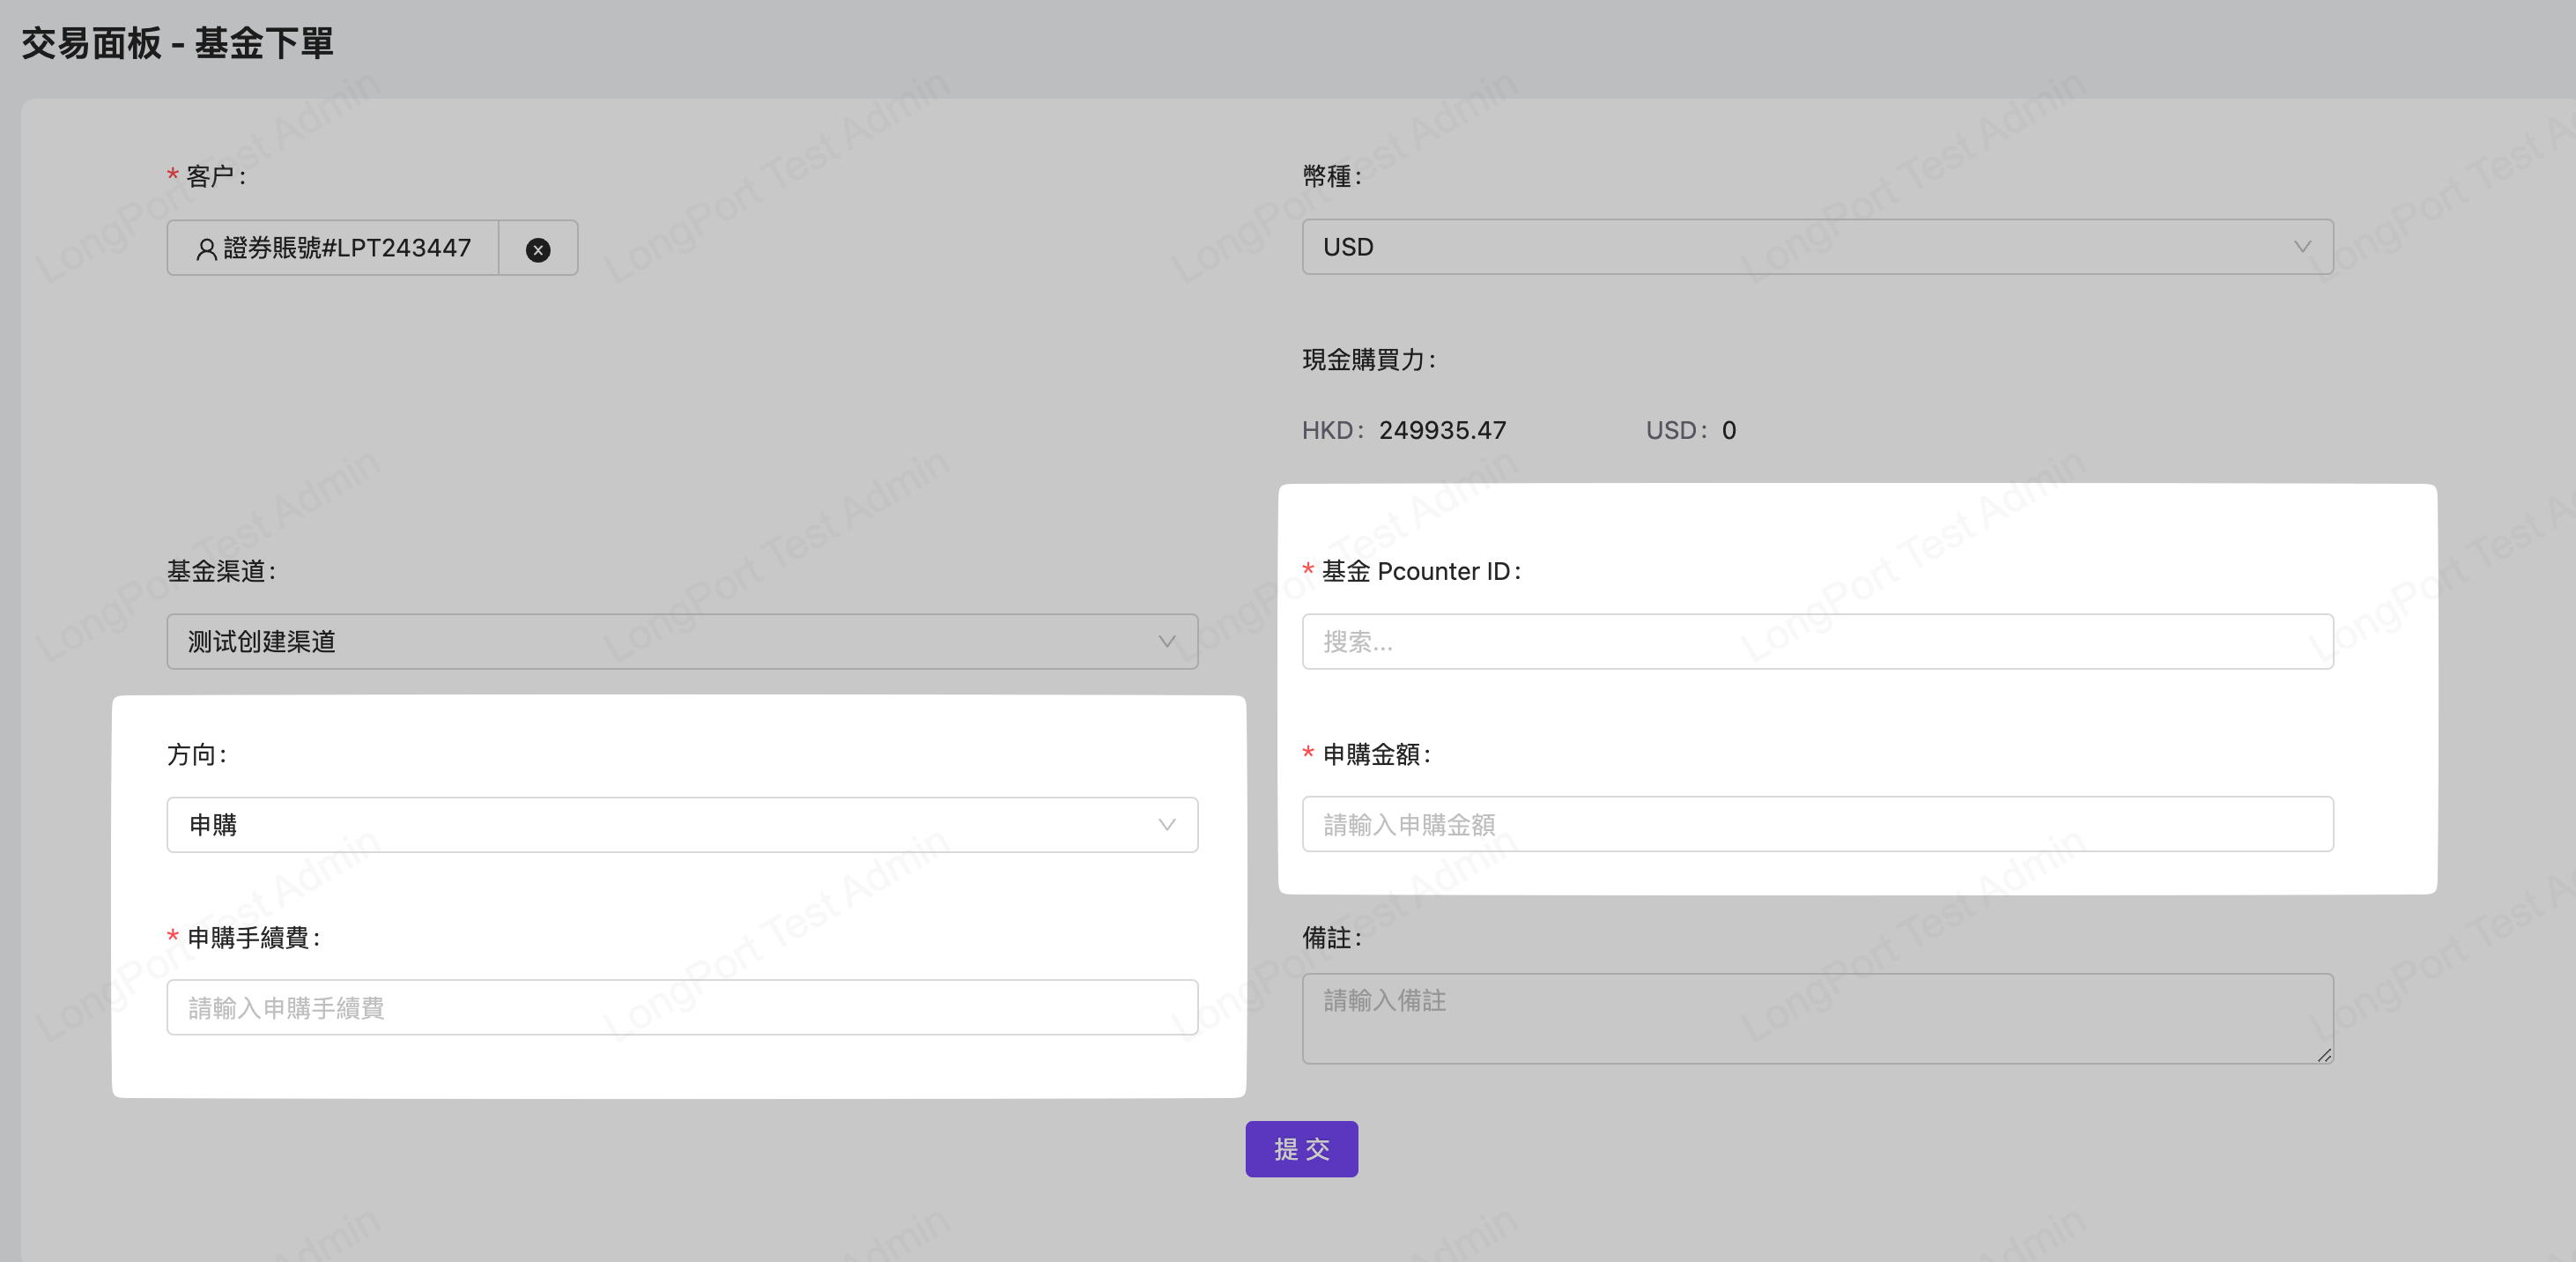 交易面板 - 基金下單
* 客户:
證券賬號#LPT243447
幣種:
USD
現金購買力:
HKD: 249935.47 USD: 0
基金渠道:
测试创建渠道
* 基金 Pcounter ID:
搜索...
方向:
申購
* 申購金額:
請輸入申購金額
* 申購手續費:
請輸入申購手續費
備註:
請輸入備註
提交
LongPort Test Admin